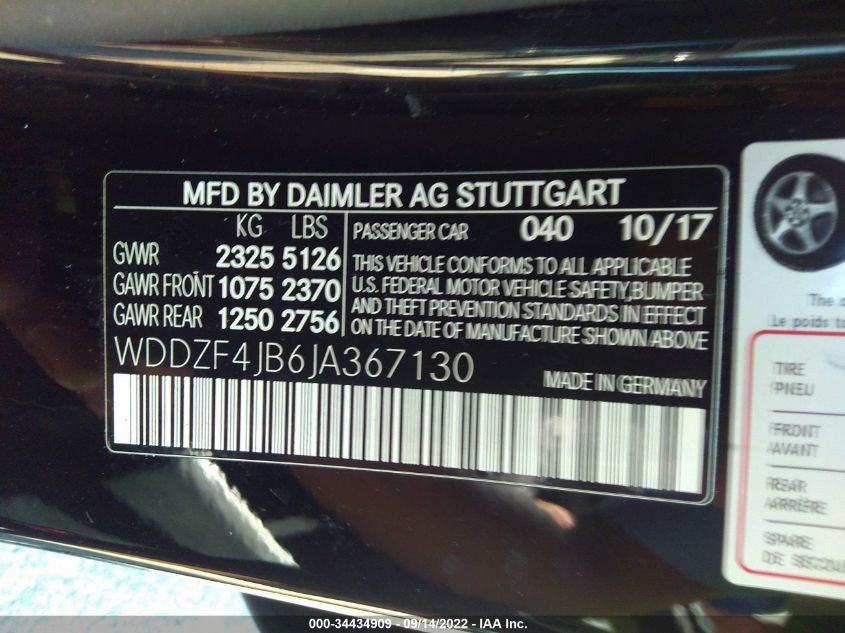 MFD BY DAIMLER AG STUTTGART
KG LBS
GVWR 2325 5126
GAWR FRONT 1075 2370
GAWR REAR 1250 2756
PASSENGER CAR 040 10/17
THIS VEHICLE CONFORMS TO ALL APPLICABLE
U.S. FEDERAL MOTOR VEHICLE SAFETY, BUMPER
AND THEFT PREVENTION STANDARDS IN EFFECT
ON THE DATE OF MANUFACTURE SHOWN ABOVE
WDDZF4JB6JA367130
MADE IN GERMANY
The
Le poids to
TIRE
PNEU
FRONT
AVANT
REAR
ARRIÈRE
SPARE
DE
000-34434909 - 09/14/2022 - IAA Inc.